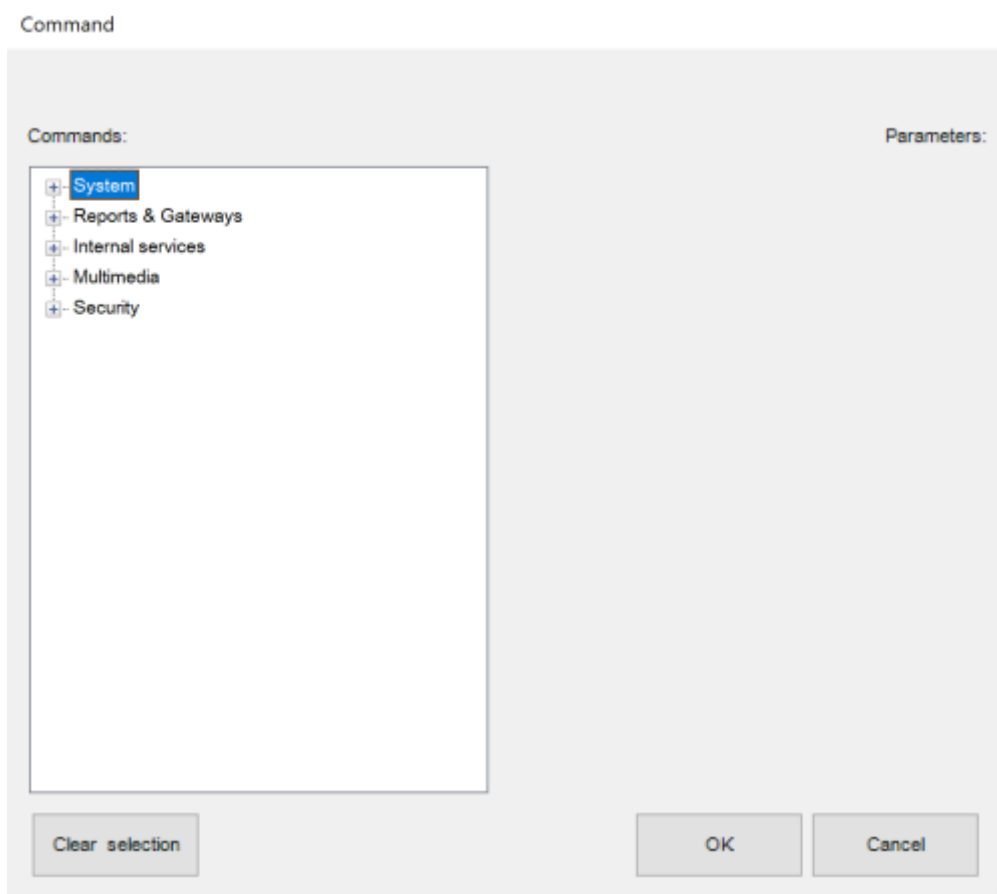 Command
Commands:
Parameters:
System
Reports & Gateways
Internal services
Multimedia
Security
Clear selection
OK
Cancel